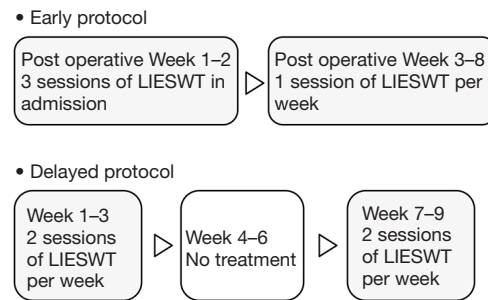 • Early protocol
Post operative Week 1–2
3 sessions of LIESWT in
admission
Post operative Week 3–8
1 session of LIESWT per
week
• Delayed protocol
Week 1–3
2 sessions
of LIESWT
per week
Week 4–6
No treatment
Week 7–9
2 sessions
of LIESWT
per week